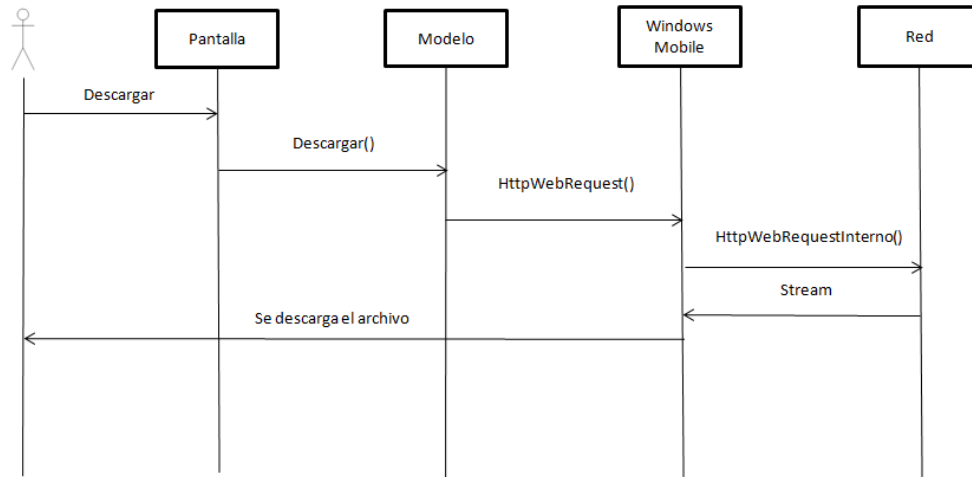 Pantalla
Modelo
Windows
Mobile
Red
Descargar
Descargar()
HttpWebRequest()
HttpWebRequestInterno()
Stream
Se descarga el archivo